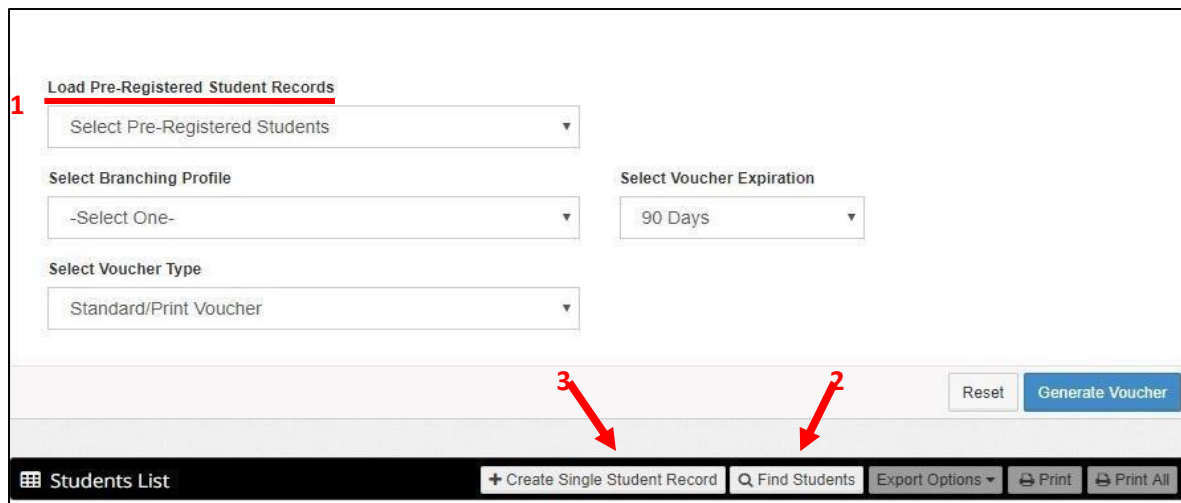 Load Pre-Registered Student Records
1
Select Pre-Registered Students
Select Branching Profile Select Voucher Expiration
-Select One- 90 Days
Select Voucher Type
Standard/Print Voucher
3 2
Reset Generate Voucher
Students List + Create Single Student Record Find Students Export Options Print Print All